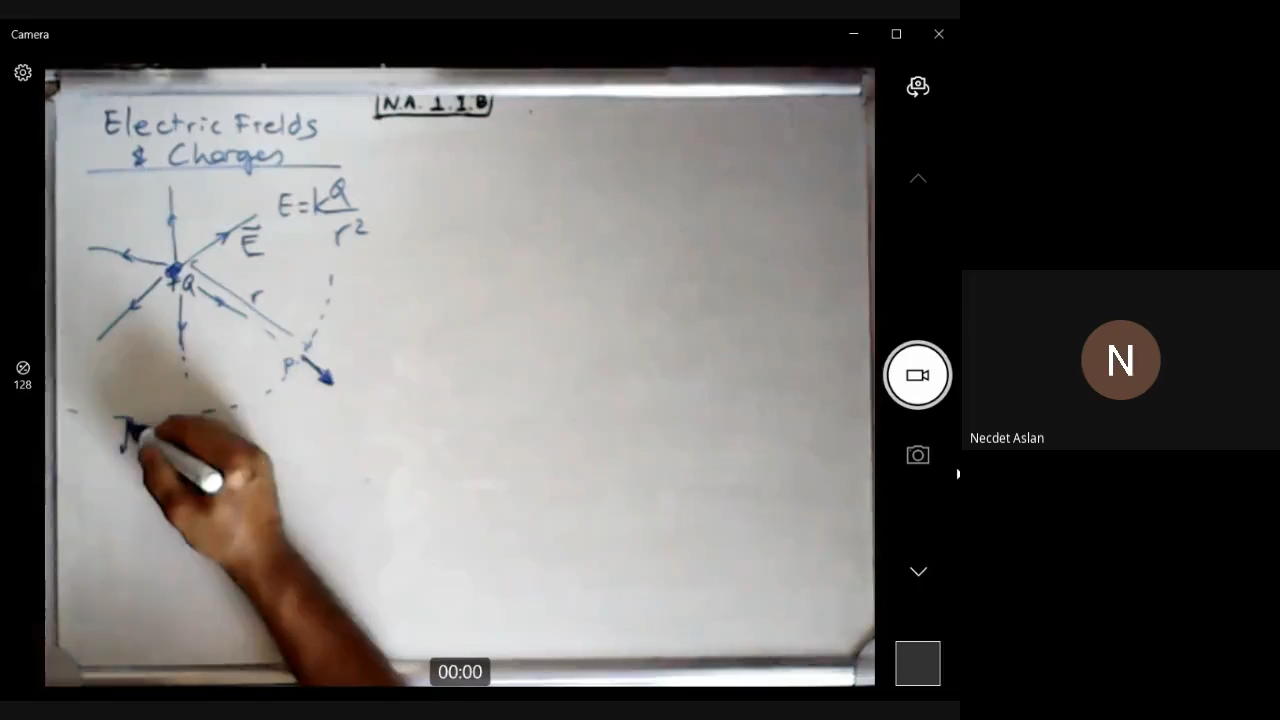 Camera
N.A. 1.1.B
Electric Fields
& Charges
E = kQ
r²
E
+Q
r
P
128
00:00
N
Necdet Aslan